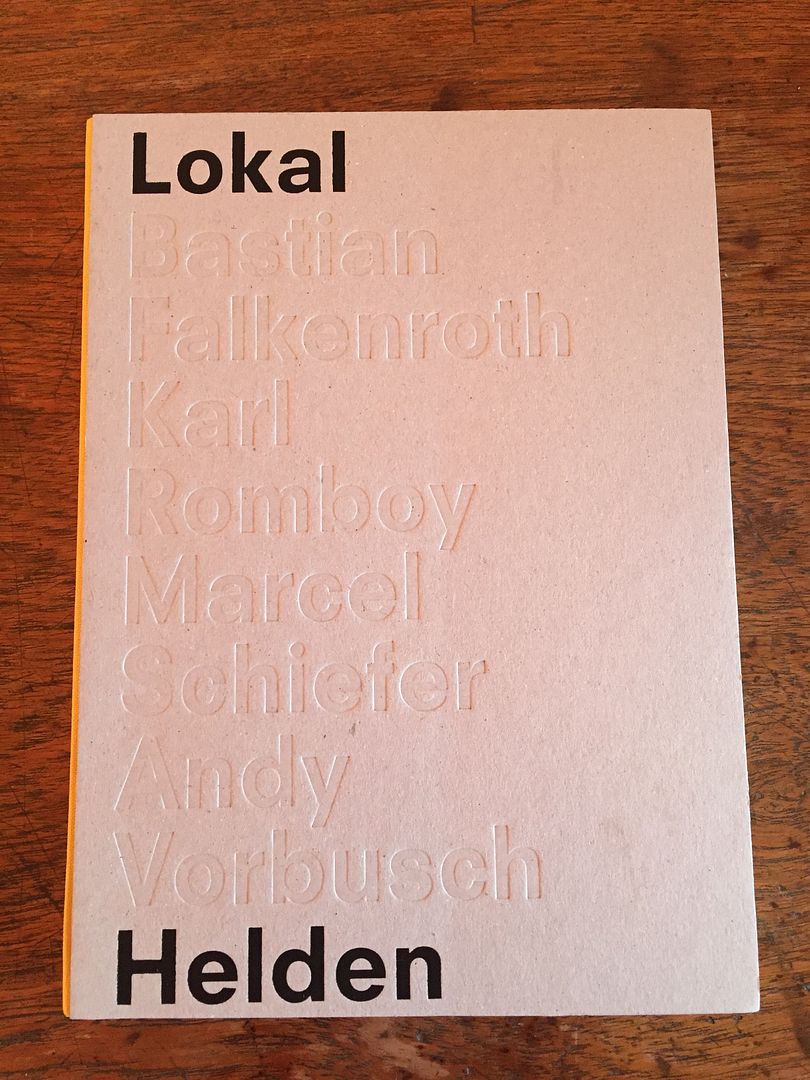 Lokal
Bastian
Falkenroth
Karl
Romboy
Marcel
Schiefer
Andy
Vorbusch
Helden